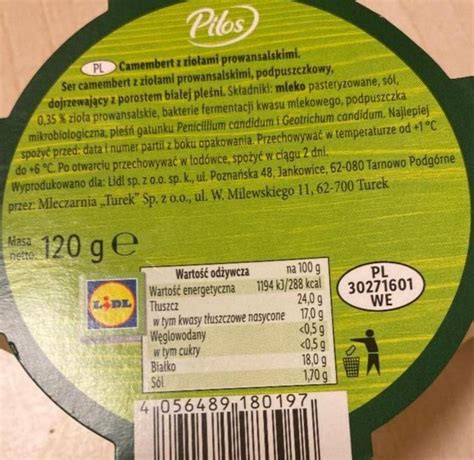 Pilos
PL Camembert z ziołami prowansalskimi.
Ser camembert z ziołami prowansalskimi, podpuszczkowy,
dojrzewający z porostem białej pleśni. Składniki: mleko pasteryzowane, sól,
0,35 % zioła prowansalskie, bakterie fermentacji kwasu mlekowego, podpuszczka
mikrobiologiczna, pleśń gatunku Penicillium candidum i Geotrichum candidum. Najlepiej
spożyć przed: data i numer partii z boku opakowania. Przechowywać w temperaturze od +1°C
do +6°C. Po otwarciu przechowywać w lodówce, spożyć w ciągu 2 dni.
Wyprodukowano dla: Lidl sp. z o.o. sp. k., ul. Poznańska 48, Jankowice, 62-080 Tarnowo Podgórne
przez: Mleczarnia „Turek" Sp. z o.o., ul. W. Milewskiego 11, 62-700 Turek
Masa netto: 120 g e
Wartość odżywcza na 100 g
Wartość energetyczna 1194 kJ/288 kcal
Tłuszcz 24,0 g
w tym kwasy tłuszczowe nasycone 17,0 g
Węglowodany <0,5 g
w tym cukry <0,5 g
Białko 18,0 g
Sól 1,70 g
LIDL
PL
30271601
WE
4 056489 180197